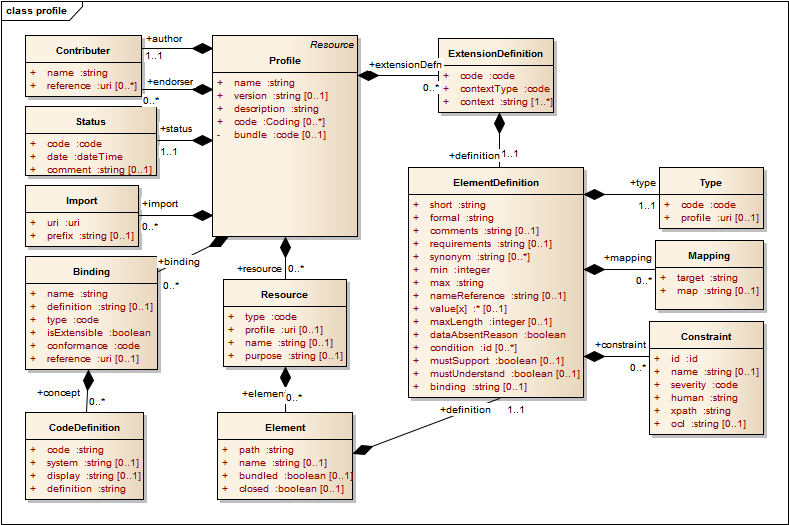 class profile
Contributer
+ name :string
+ reference :uri [0..*]
+author
1..1
+endorser
0..*
Resource
Profile
+ name :string
+ version :string [0..1]
+ description :string
+ code :Coding [0..*]
- bundle :code [0..1]
+extensionDefn
0..*
ExtensionDefinition
+ code :code
+ contextType :code
+ context :string [1..*]
Status
+ code :code
+ date :dateTime
+ comment :string [0..1]
+status
1..1
+definition 1..1
Import
+ uri :uri
+ prefix :string [0..1]
+import
0..*
ElementDefinition
+ short :string
+ formal :string
+ comments :string [0..1]
+ requirements :string [0..1]
+ synonym :string [0..*]
+ min :integer
+ max :string
+ nameReference :string [0..1]
+ value[x] :* [0..1]
+ maxLength :integer [0..1]
+ dataAbsentReason :boolean
+ condition :id [0..*]
+ mustSupport :boolean [0..1]
+ mustUnderstand :boolean [0..1]
+ binding :string [0..1]
+type
1..1
Type
+ code :code
+ profile :uri [0..1]
+mapping
0..*
Mapping
+ target :string
+ map :string [0..1]
+constraint
0..*
Constraint
+ id :id
+ name :string [0..1]
+ severity :code
+ human :string
+ xpath :string
+ ocl :string [0..1]
+binding
0..*
Binding
+ name :string
+ definition :string [0..1]
+ type :code
+ isExtensible :boolean
+ conformance :code
+ reference :uri [0..1]
+resource 0..*
Resource
+ type :code
+ profile :uri [0..1]
+ name :string [0..1]
+ purpose :string [0..1]
+concept
0..*
+element
0..*
+definition 1..1
CodeDefinition
+ code :string
+ system :string [0..1]
+ display :string [0..1]
+ definition :string
Element
+ path :string
+ name :string [0..1]
+ bundled :boolean [0..1]
+ closed :boolean [0..1]